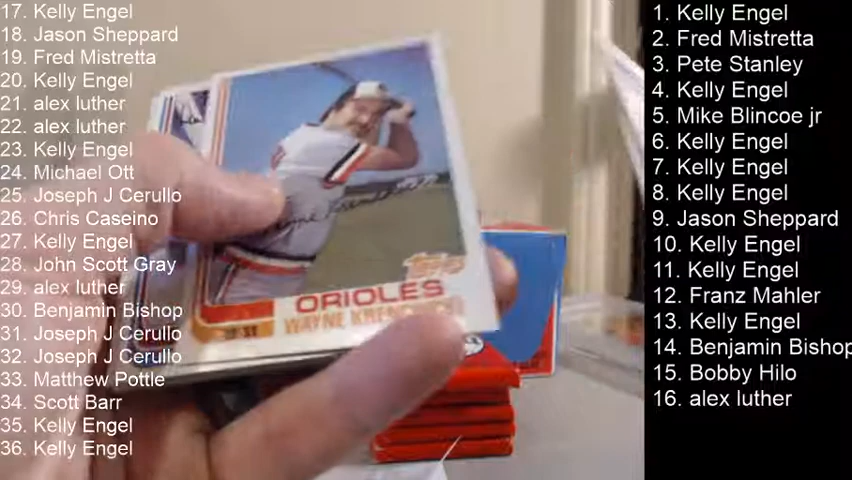 17. Kelly Engel
18. Jason Sheppard
19. Fred Mistretta
20. Kelly Engel
21. alex luther
22. alex luther
23. Kelly Engel
24. Michael Ott
25. Joseph J Cerullo
26. Chris Caseino
27. Kelly Engel
28. John Scott Gray
29. alex luther
30. Benjamin Bishop
31. Joseph J Cerullo
32. Joseph J Cerullo
33. Matthew Pottle
34. Scott Barr
35. Kelly Engel
36. Kelly Engel
Topps
ORIOLES
WAYNE
1. Kelly Engel
2. Fred Mistretta
3. Pete Stanley
4. Kelly Engel
5. Mike Blincoe jr
6. Kelly Engel
7. Kelly Engel
8. Kelly Engel
9. Jason Sheppard
10. Kelly Engel
11. Kelly Engel
12. Franz Mahler
13. Kelly Engel
14. Benjamin Bishop
15. Bobby Hilo
16. alex luther